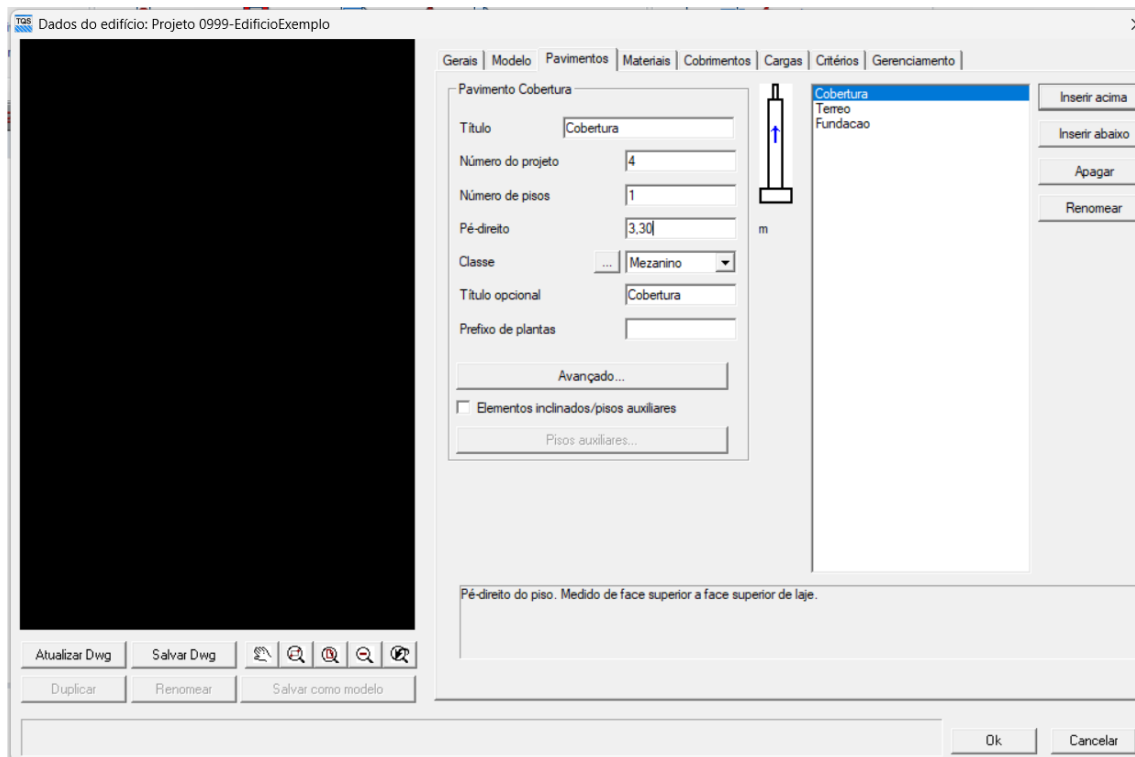 TQS Dados do edifício: Projeto 0999-EdificioExemplo
Gerais Modelo Pavimentos Materiais Cobrimentos Cargas Critérios Gerenciamento
Pavimento Cobertura
Título Cobertura
Número do projeto 4
Número de pisos 1
Pé-direito 3,30 m
Classe ... Mezanino
Título opcional Cobertura
Prefixo de plantas
Avançado...
Elementos inclinados/pisos auxiliares
Pisos auxiliares...
Cobertura
Terreo
Fundacao
Inserir acima
Inserir abaixo
Apagar
Renomear
Pé-direito do piso. Medido de face superior a face superior de laje.
Atualizar Dwg Salvar Dwg
Duplicar Renomear Salvar como modelo
Ok Cancelar